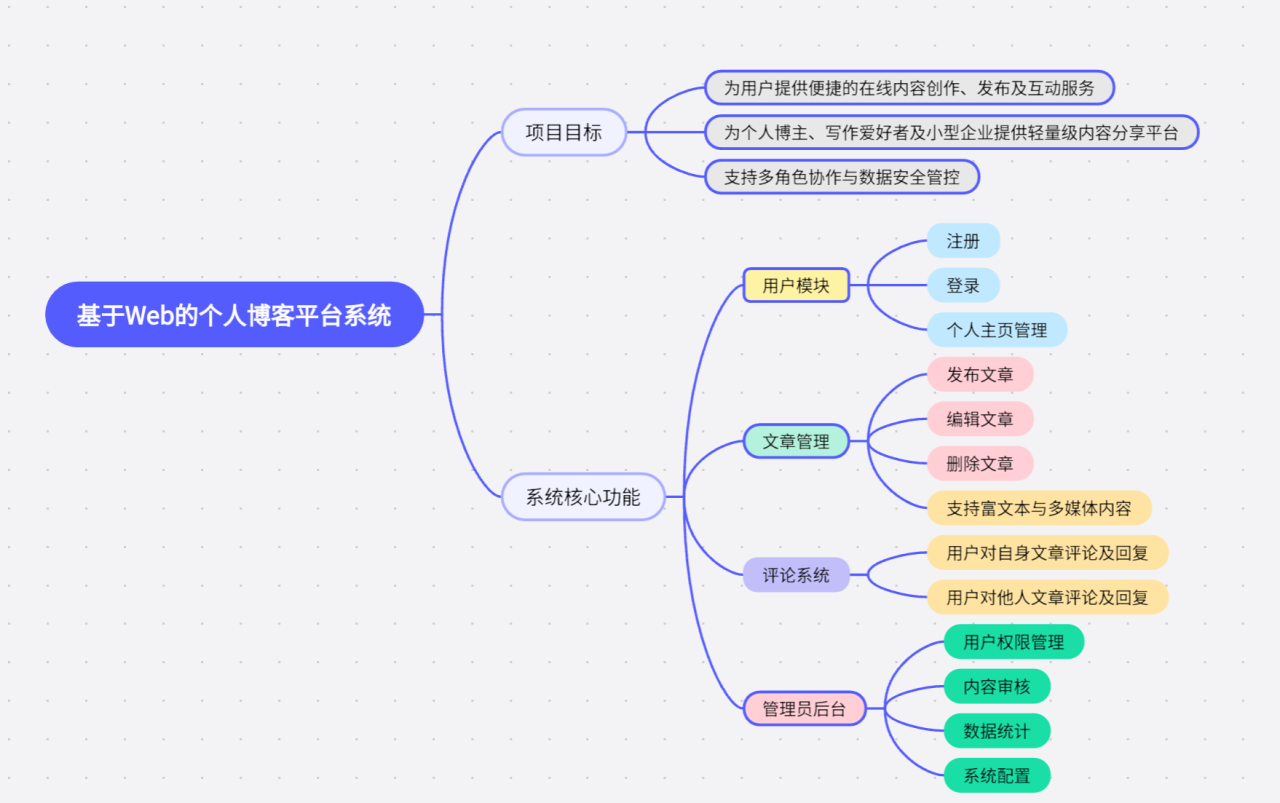 基于Web的个人博客平台系统
项目目标
为用户提供便捷的在线内容创作、发布及互动服务
为个人博主、写作爱好者及小型企业提供轻量级内容分享平台
支持多角色协作与数据安全管控
系统核心功能
用户模块
注册
登录
个人主页管理
文章管理
发布文章
编辑文章
删除文章
支持富文本与多媒体内容
评论系统
用户对自身文章评论及回复
用户对他人文章评论及回复
管理员后台
用户权限管理
内容审核
数据统计
系统配置